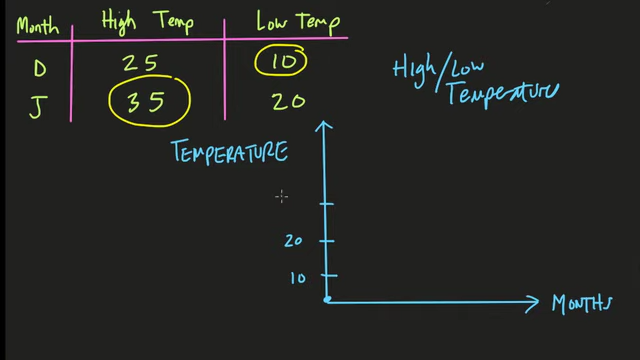 Month High Temp Low Temp
D 25 10
J 35 20
High/Low
Temperature
TEMPERATURE
20
10
MONTHS